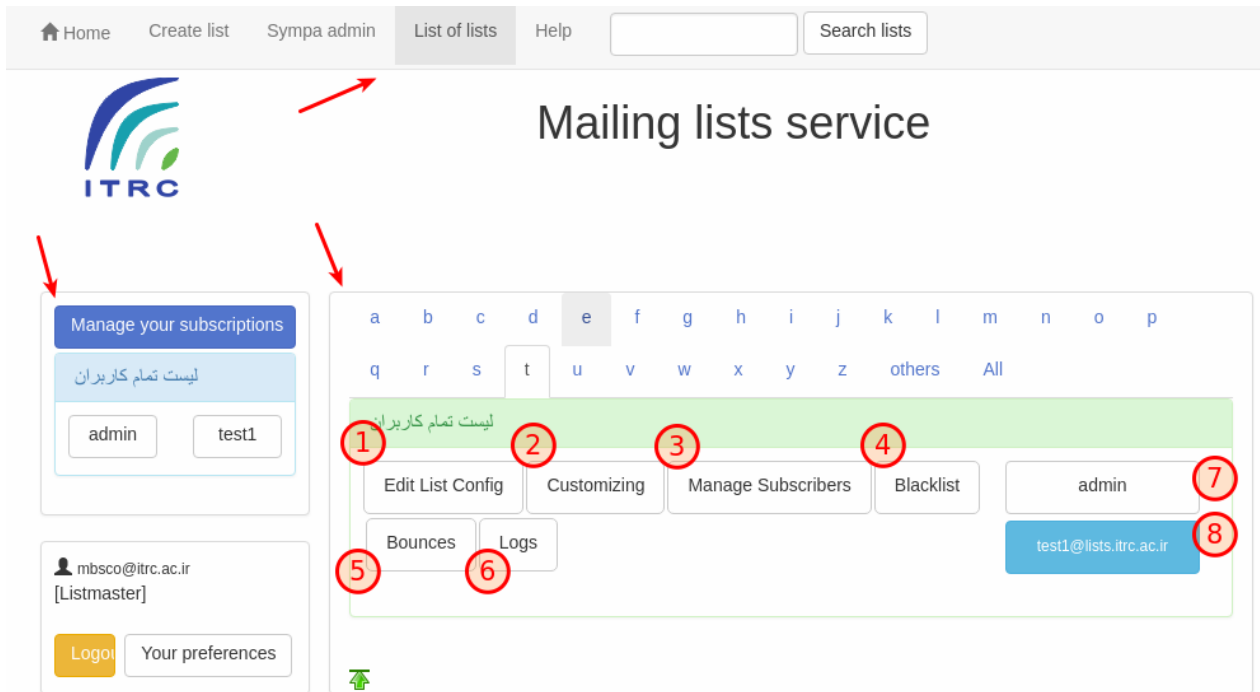 Home Create list Sympa admin List of lists Help Search lists
ITRC
Mailing lists service
Manage your subscriptions
لیست تمام کاربران
admin test1
mbsco@itrc.ac.ir
[Listmaster]
Logou Your preferences
a b c d e f g h i j k l m n o p
q r s t u v w x y z others All
لیست تمام کاربران
1 2 3 4
Edit List Config Customizing Manage Subscribers Blacklist admin 7
Bounces Logs test1@lists.itrc.ac.ir 8
5 6